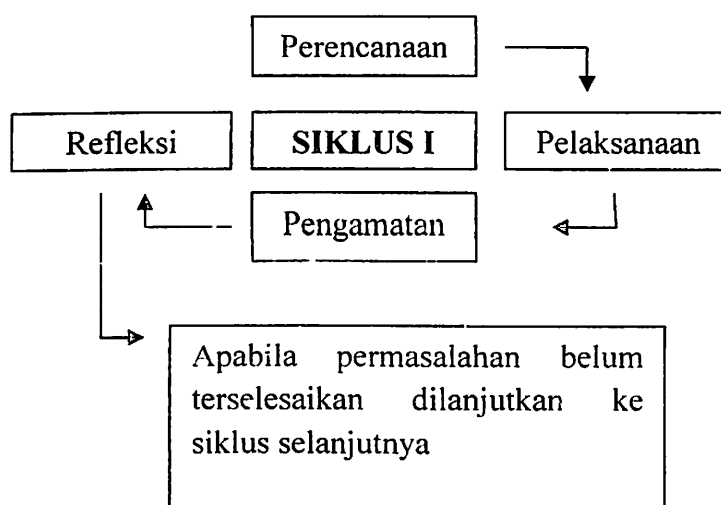 Perencanaan
Refleksi
SIKLUS I
Pelaksanaan
Pengamatan
Apabila permasalahan belum
terselesaikan dilanjutkan ke
siklus selanjutnya